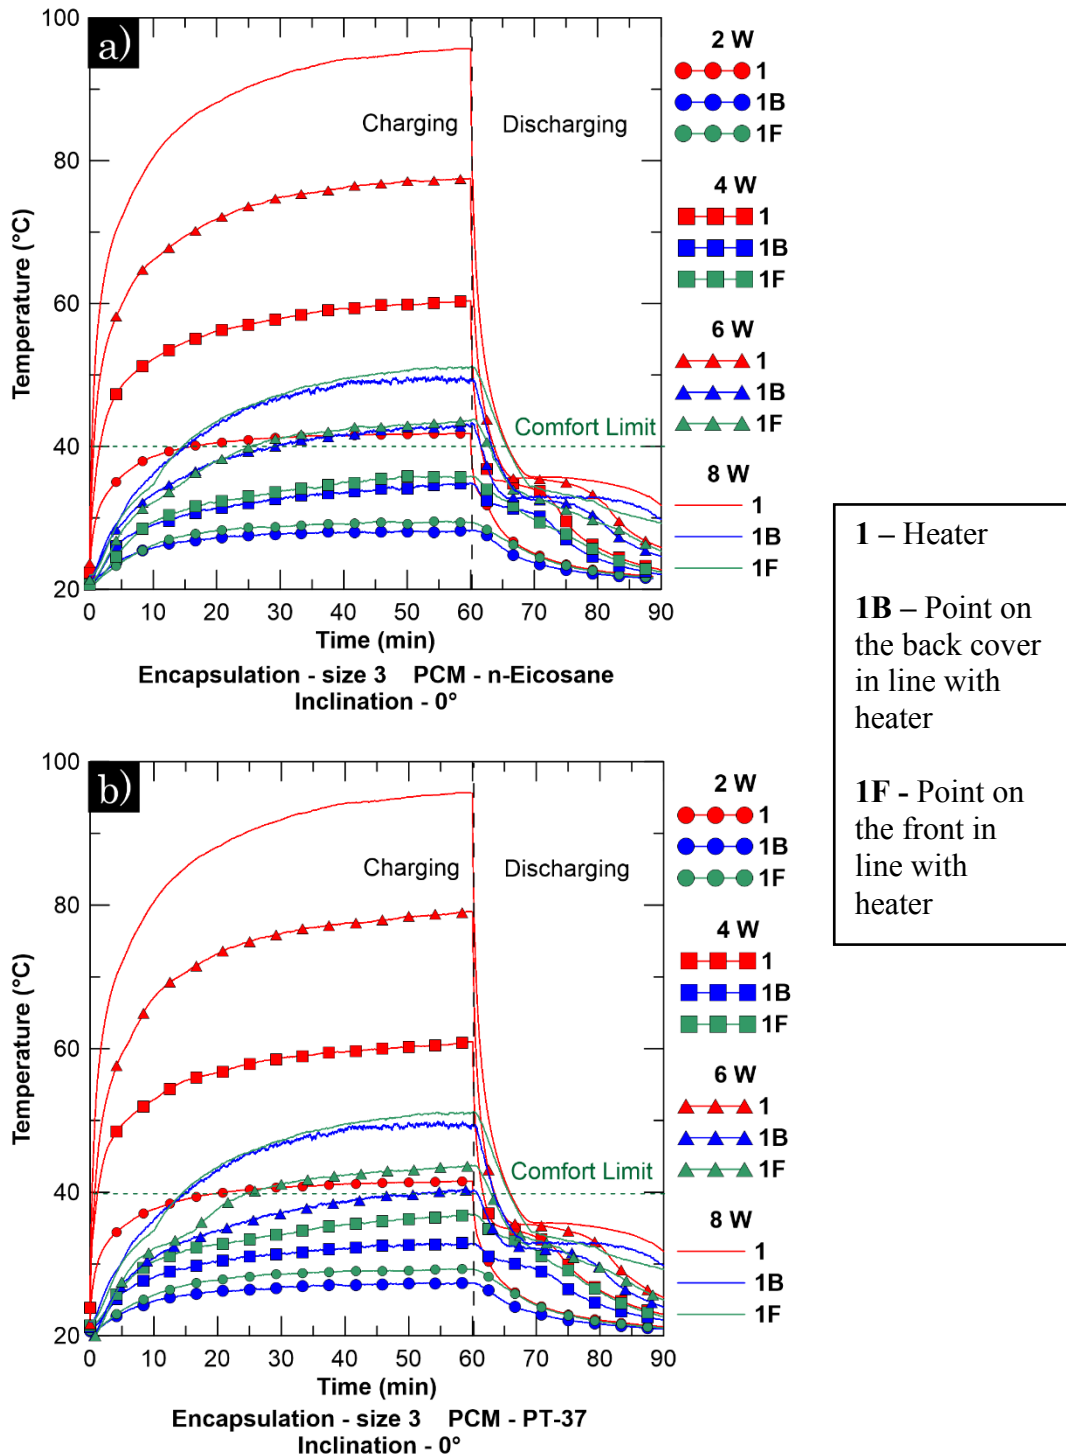 a)
100
80
60
40
20
Temperature (°C)
Charging
Discharging
Comfort Limit
0 10 20 30 40 50 60 70 80 90
Time (min)
Encapsulation - size 3 PCM - n-Eicosane
Inclination - 0°
2 W
1
1B
1F
4 W
1
1B
1F
6 W
1
1B
1F
8 W
1
1B
1F
1 – Heater
1B – Point on
the back cover
in line with
heater
1F - Point on
the front in
line with
heater
b)
100
80
60
40
20
Temperature (°C)
Charging
Discharging
Comfort Limit
0 10 20 30 40 50 60 70 80 90
Time (min)
Encapsulation - size 3 PCM - PT-37
Inclination - 0°
2 W
1
1B
1F
4 W
1
1B
1F
6 W
1
1B
1F
8 W
1
1B
1F